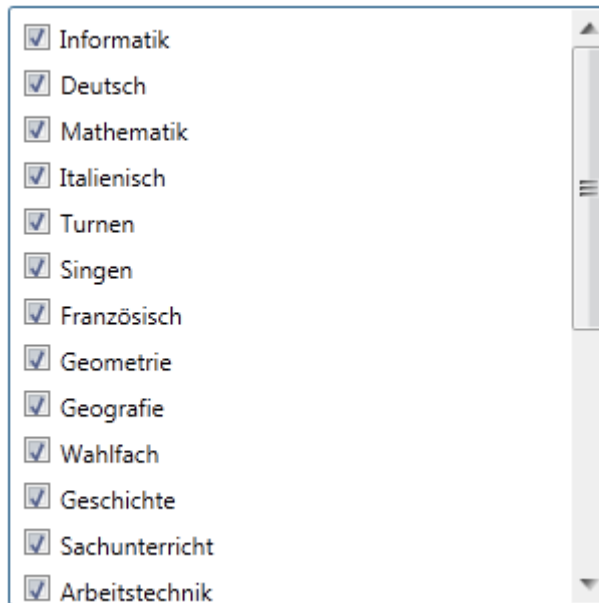 Informatik
Deutsch
Mathematik
Italienisch
Turnen
Singen
Französisch
Geometrie
Geografie
Wahlfach
Geschichte
Sachunterricht
Arbeitstechnik